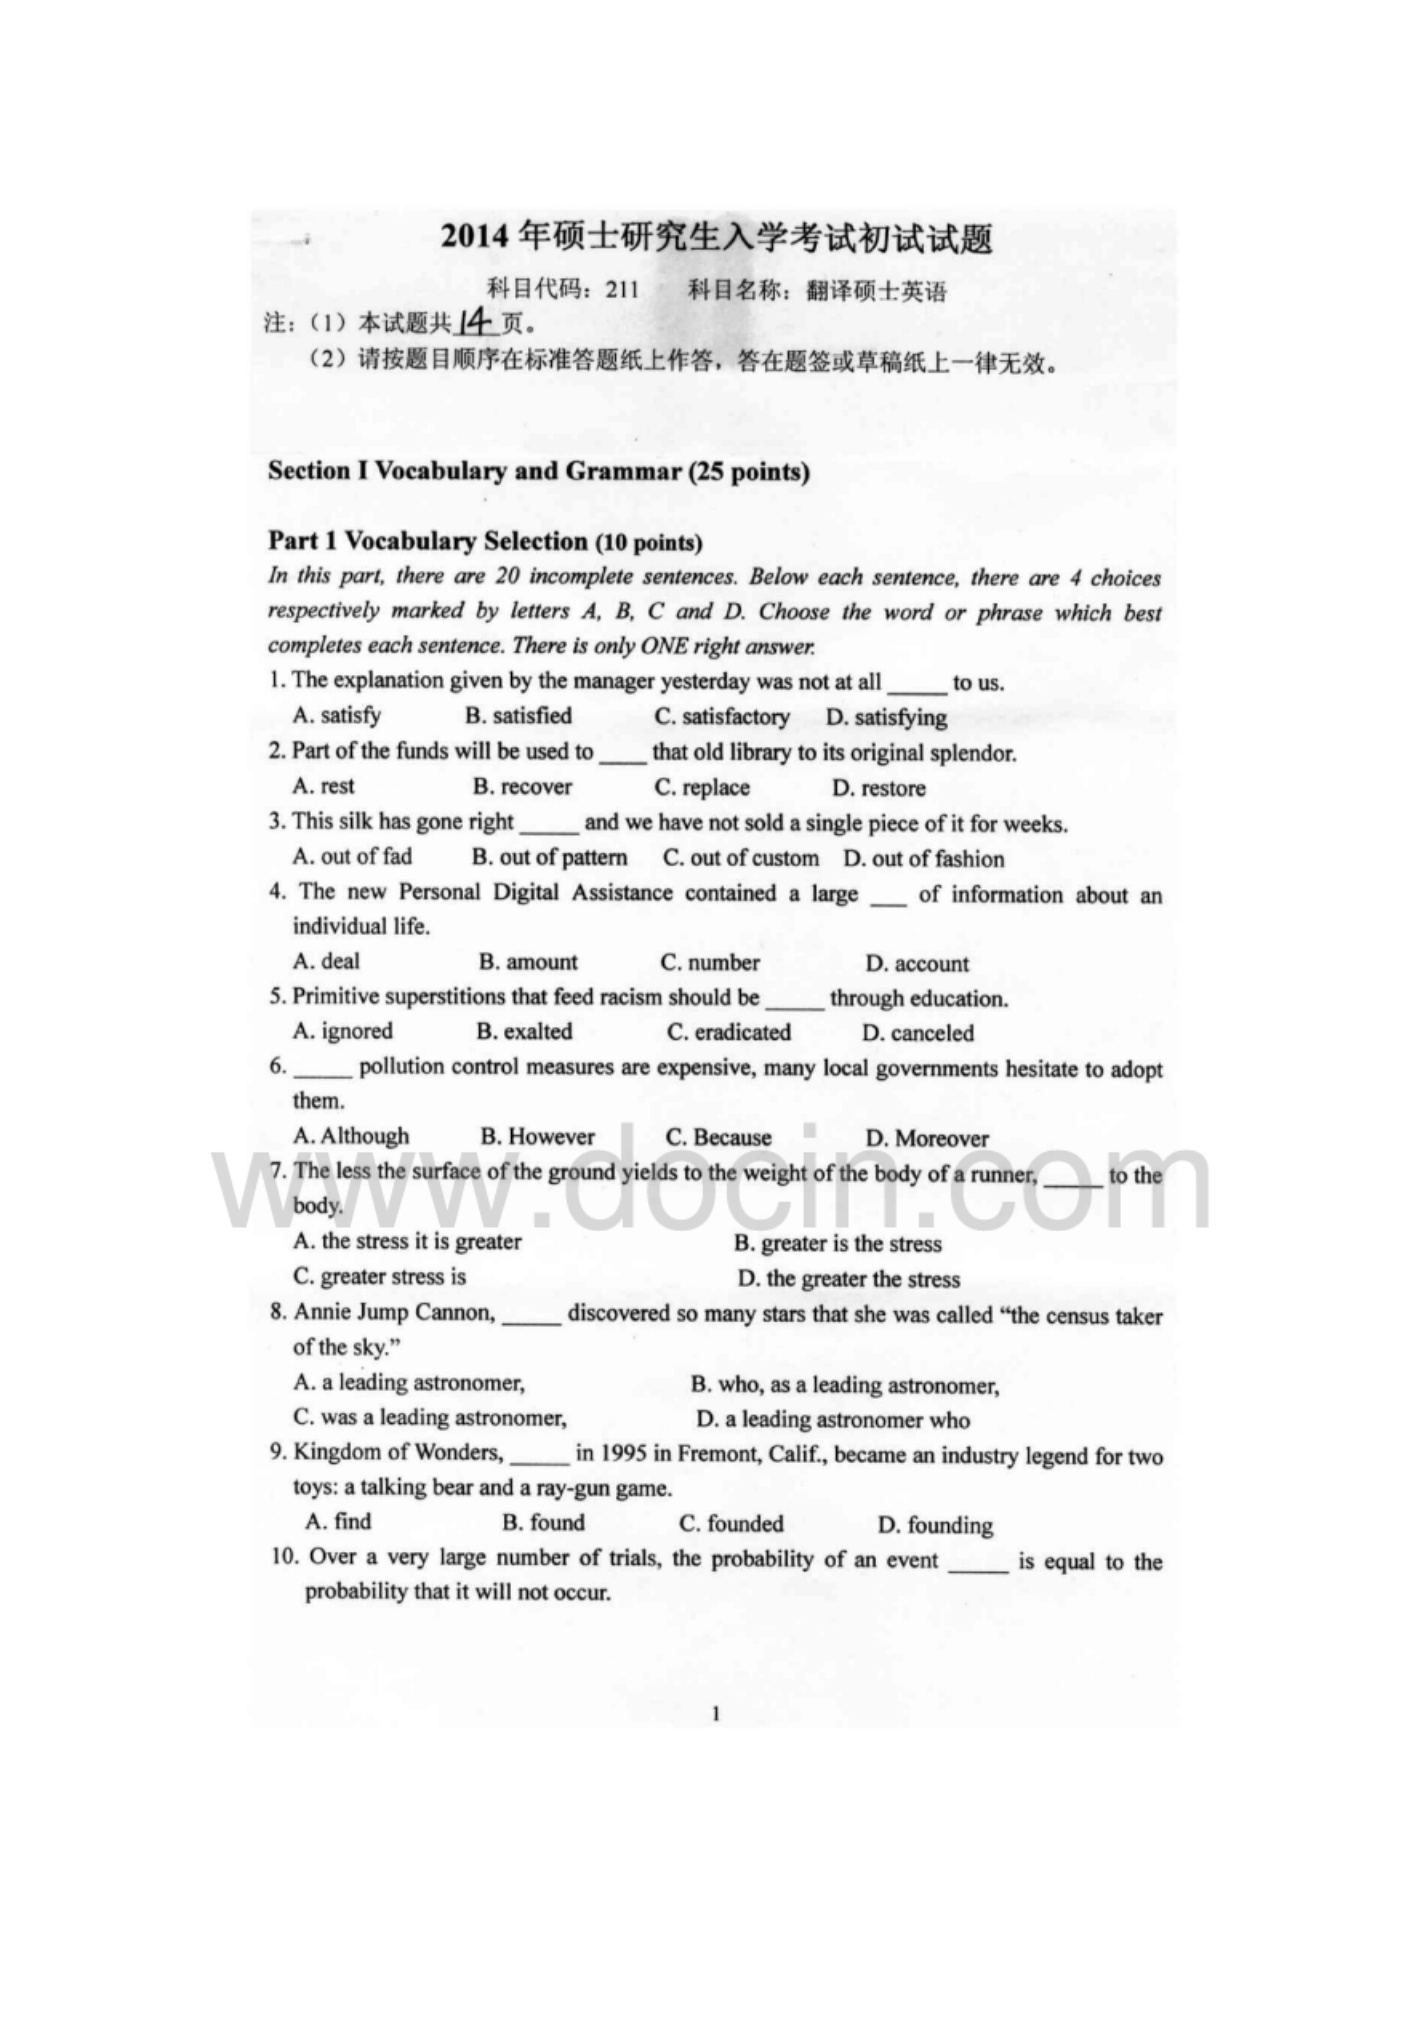 2014 年硕士研究生入学考试初试试题
科目代码：211 科目名称：翻译硕士英语
注：（1）本试题共 14 页。
（2）请按题目顺序在标准答题纸上作答，答在题签或草稿纸上一律无效。
Section I Vocabulary and Grammar (25 points)
Part 1 Vocabulary Selection (10 points)
In this part, there are 20 incomplete sentences. Below each sentence, there are 4 choices
respectively marked by letters A, B, C and D. Choose the word or phrase which best
completes each sentence. There is only ONE right answer.
1. The explanation given by the manager yesterday was not at all _____ to us.
A. satisfy B. satisfied C. satisfactory D. satisfying
2. Part of the funds will be used to ____ that old library to its original splendor.
A. rest B. recover C. replace D. restore
3. This silk has gone right _____ and we have not sold a single piece of it for weeks.
A. out of fad B. out of pattern C. out of custom D. out of fashion
4. The new Personal Digital Assistance contained a large ___ of information about an
individual life.
A. deal B. amount C. number D. account
5. Primitive superstitions that feed racism should be _____ through education.
A. ignored B. exalted C. eradicated D. canceled
6. _____ pollution control measures are expensive, many local governments hesitate to adopt
them.
A. Although B. However C. Because D. Moreover
www.docin.com
7. The less the surface of the ground yields to the weight of the body of a runner, _____ to the
body.
A. the stress it is greater B. greater is the stress
C. greater stress is D. the greater the stress
8. Annie Jump Cannon, _____ discovered so many stars that she was called “the census taker
of the sky.”
A. a leading astronomer, B. who, as a leading astronomer,
C. was a leading astronomer, D. a leading astronomer who
9. Kingdom of Wonders, _____ in 1995 in Fremont, Calif., became an industry legend for two
toys: a talking bear and a ray-gun game.
A. find B. found C. founded D. founding
10. Over a very large number of trials, the probability of an event _____ is equal to the
probability that it will not occur.
1